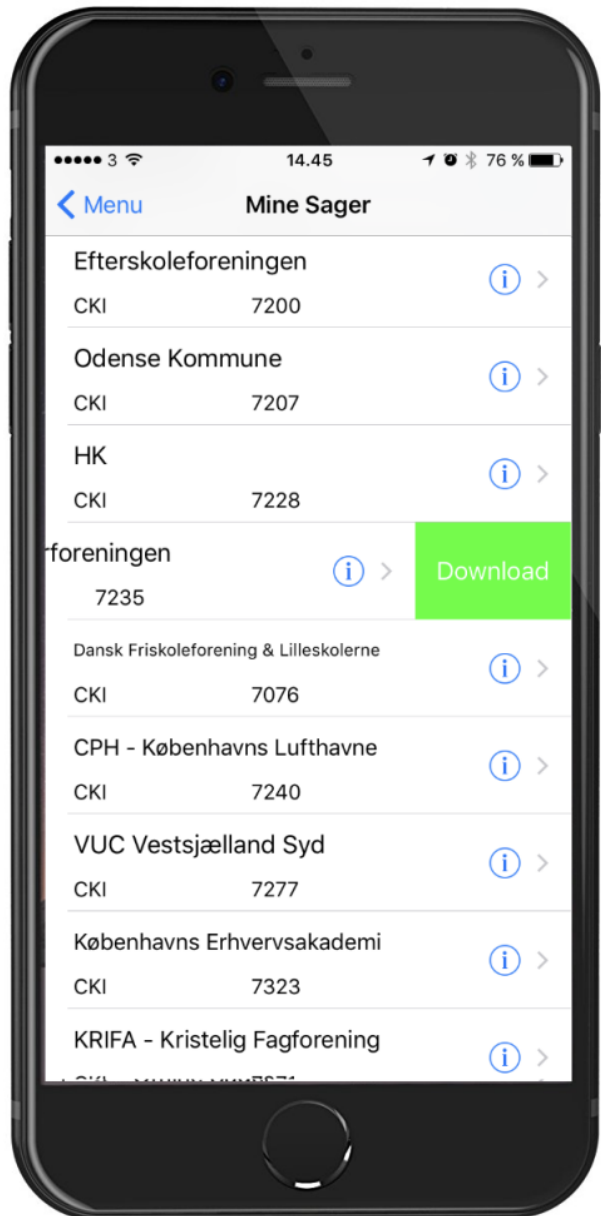 3 14.45 76 %
Menu Mine Sager
Efterskoleforeningen
CKI 7200
Odense Kommune
CKI 7207
HK
CKI 7228
rforeningen
7235
Download
Dansk Friskoleforening & Lilleskolerne
CKI 7076
CPH - Københavns Lufthavne
CKI 7240
VUC Vestsjælland Syd
CKI 7277
Københavns Erhvervsakademi
CKI 7323
KRIFA - Kristelig Fagforening